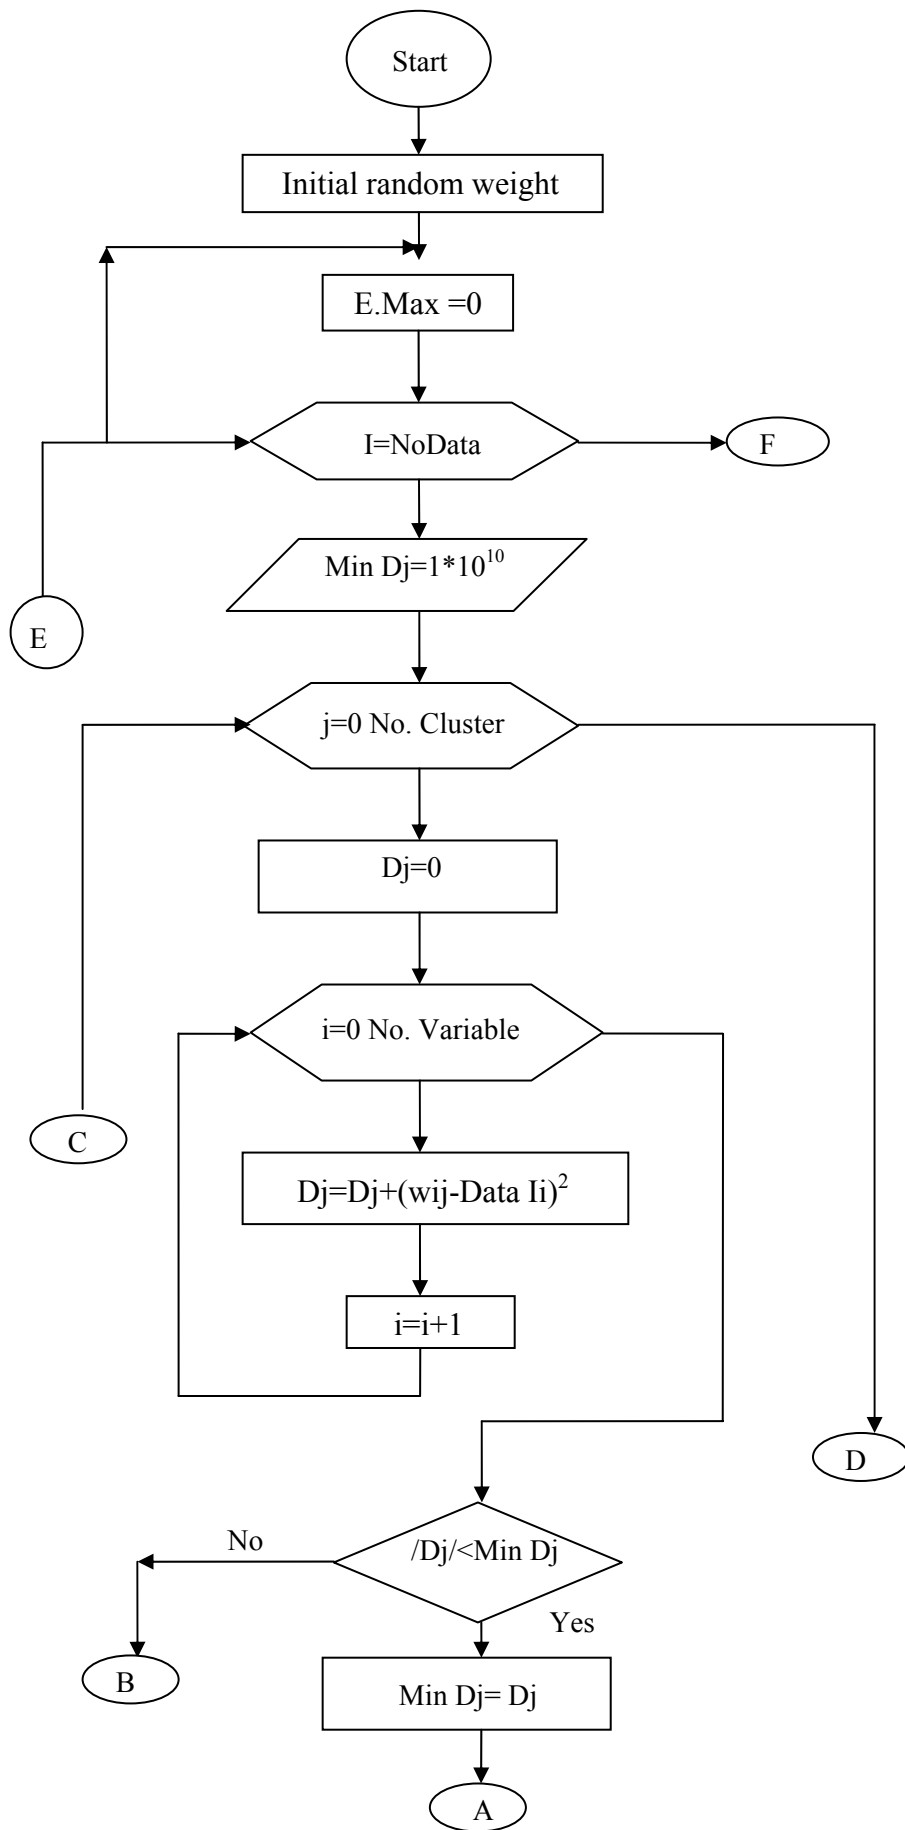 Start
Initial random weight
E.Max =0
I=NoData
F
Min Dj=1*10^10
E
j=0 No. Cluster
Dj=0
i=0 No. Variable
C
Dj=Dj+(wij-Data Ii)^2
i=i+1
D
No
/Dj/<Min Dj
Yes
B
Min Dj= Dj
A